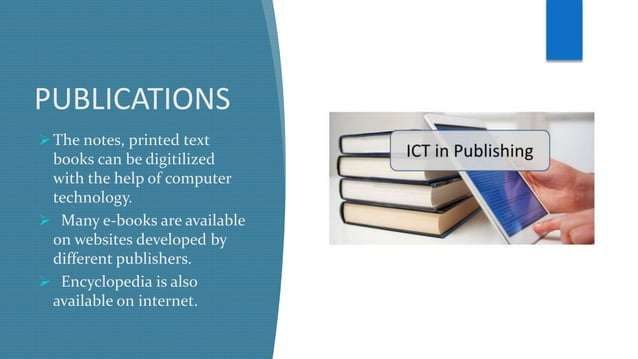 PUBLICATIONS
➢ The notes, printed text
books can be digitilized
with the help of computer
technology.
➢ Many e-books are available
on websites developed by
different publishers.
➢ Encyclopedia is also
available on internet.
ICT in Publishing